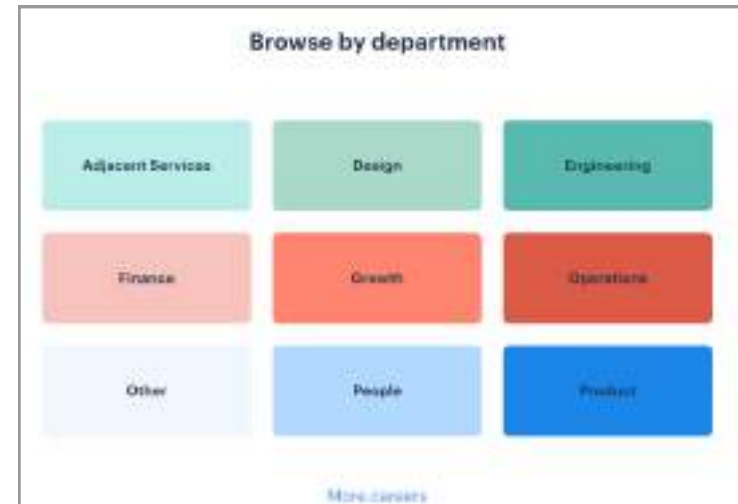 Browse by department
Adjacent Services Design Engineering
Finance Growth Operations
Other People Product
More careers